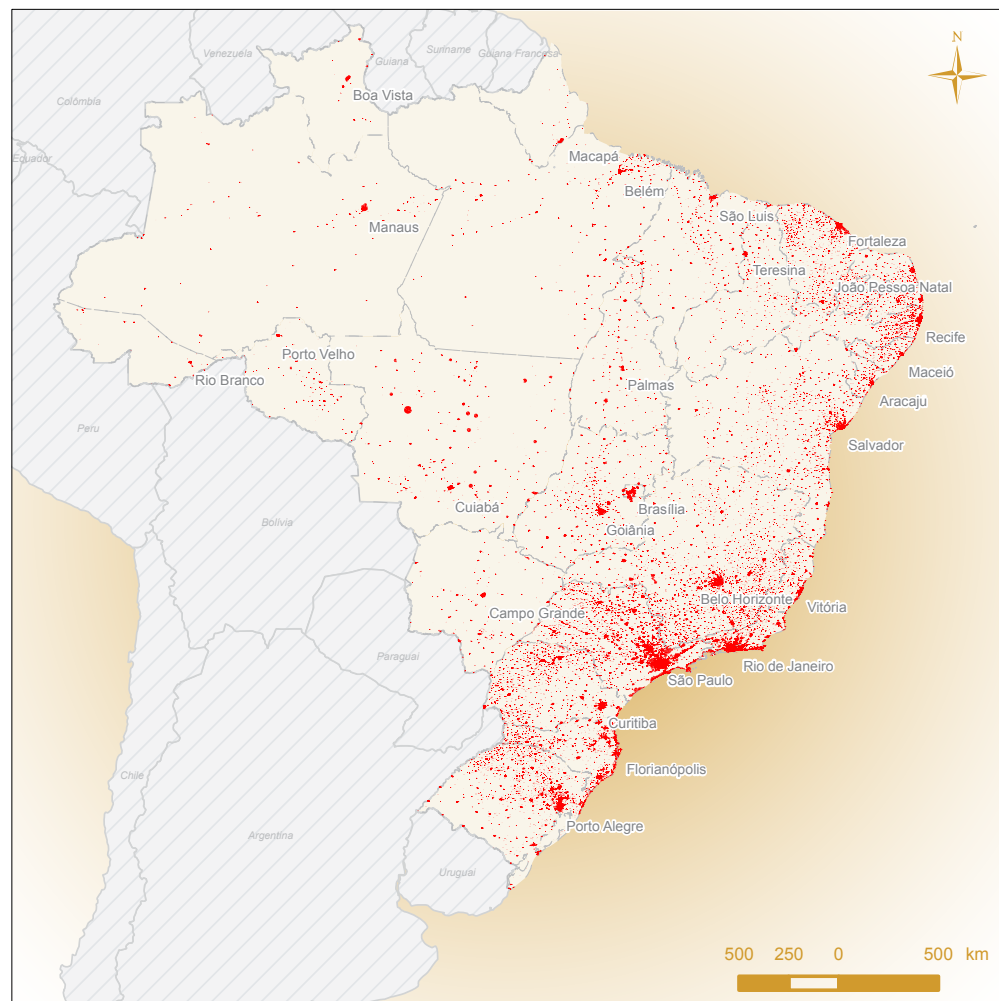 N
Venezuela
Suriname
Guiana Francesa
Guiana
Colômbia
Boa Vista
Equador
Macapá
Belém
São Luis
Manaus
Fortaleza
Teresina
João Pessoa Natal
Recife
Porto Velho
Maceió
Rio Branco
Palmas
Aracaju
Peru
Salvador
Cuiabá
Brasília
Bolívia
Goiânia
Belo Horizonte
Vitória
Campo Grande
Paraguai
Rio de Janeiro
São Paulo
Curitiba
Florianópolis
Chile
Argentina
Porto Alegre
Uruguai
500 250 0 500 km